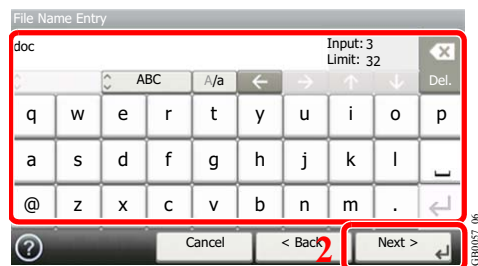 File Name Entry
doc
Input: 3
Limit: 32
ABC A/a ← → ↑ ↓ Del.
q w e r t y u i o p
a s d f g h j k l
@ z x c v b n m .
? Cancel < Back 2 Next >
GB0057_06